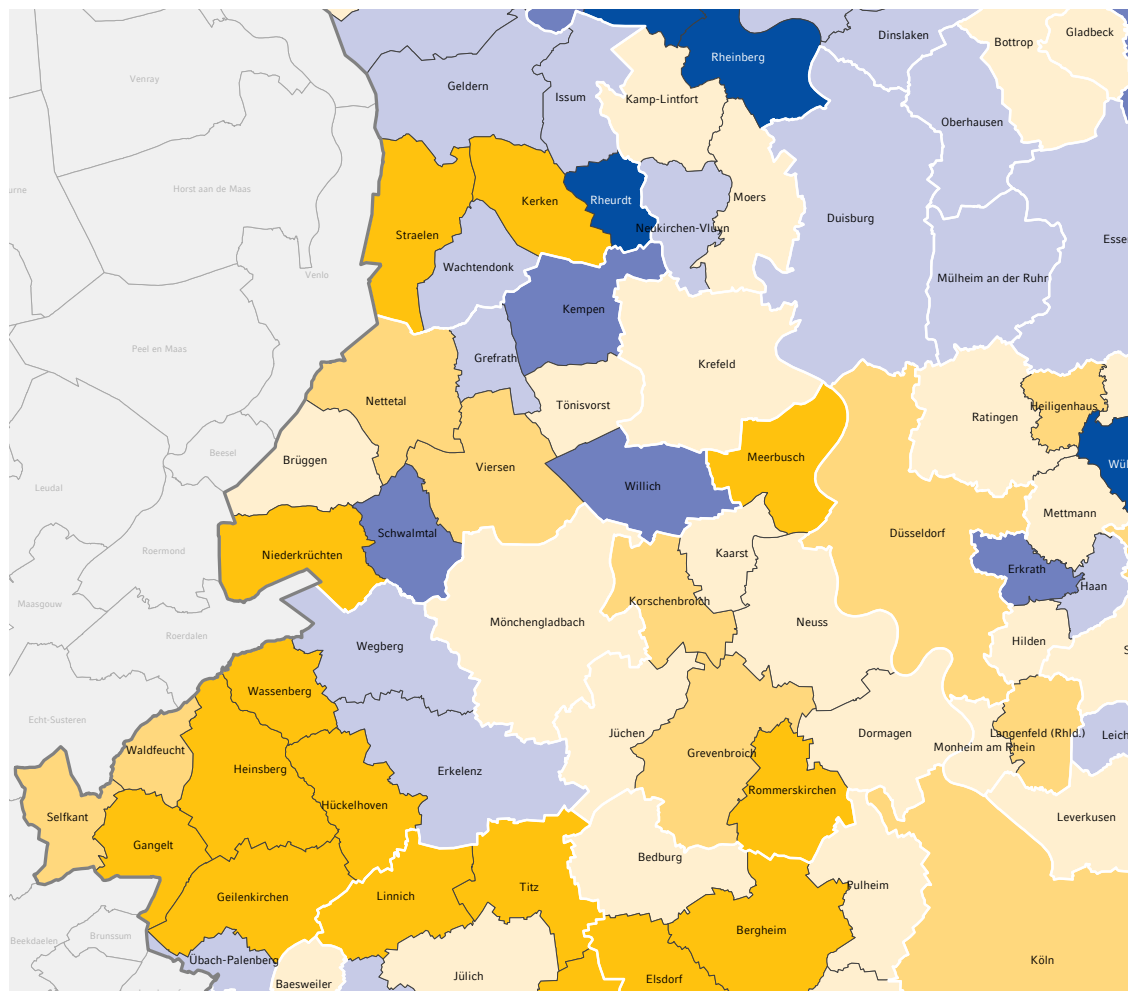 Gladbeck
Dinslaken
Bottrop
Rheinberg
Venray
Geldern
Issum
Kamp-Lintfort
Oberhausen
Horst aan de Maas
Kerken
Rheurdt
Moers
Duisburg
Neukirchen-Vluyn
Straelen
Wachtendonk
Venlo
Mülheim an der Ruhr
Kempen
Peel en Maas
Grefrath
Krefeld
Nettetal
Tönisvorst
Heiligenhaus
Ratingen
Beesel
Brüggen
Viersen
Meerbusch
Leudal
Willich
Mettmann
Schwalmtal
Düsseldorf
Roermond
Niederkrüchten
Kaarst
Erkrath
Haan
Maasgouw
Korschenbroich
Mönchengladbach
Neuss
Roerdalen
Wegberg
Hilden
Wassenberg
Echt-Susteren
Jüchen
Dormagen
Langenfeld (Rhld.)
Monheim am Rhein
Waldfeucht
Grevenbroich
Heinsberg
Erkelenz
Rommerskirchen
Hückelhoven
Selfkant
Leverkusen
Gangelt
Bedburg
Pulheim
Titz
Linnich
Geilenkirchen
Bergheim
Brunssum
Beekdaelen
Übach-Palenberg
Köln
Jülich
Elsdorf
Baesweiler